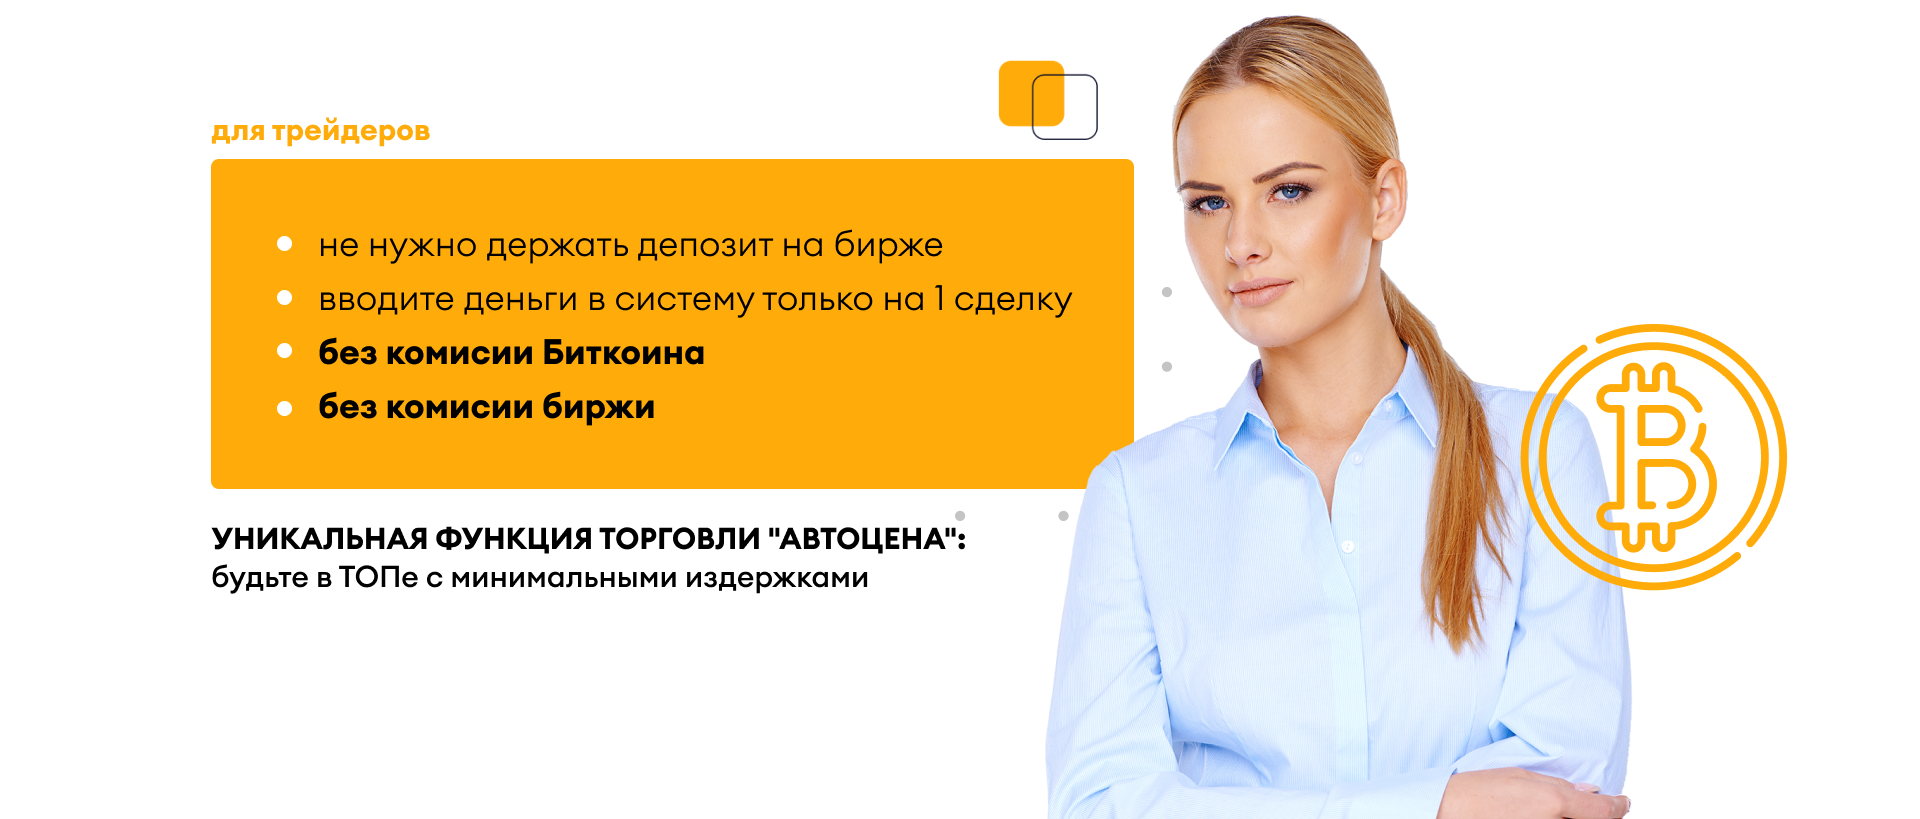 для трейдеров
не нужно держать депозит на бирже
вводите деньги в систему только на 1 сделку
без комисии Биткоина
без комисии биржи
УНИКАЛЬНАЯ ФУНКЦИЯ ТОРГОВЛИ "АВТОЦЕНА":
будьте в ТОПе с минимальными издержками